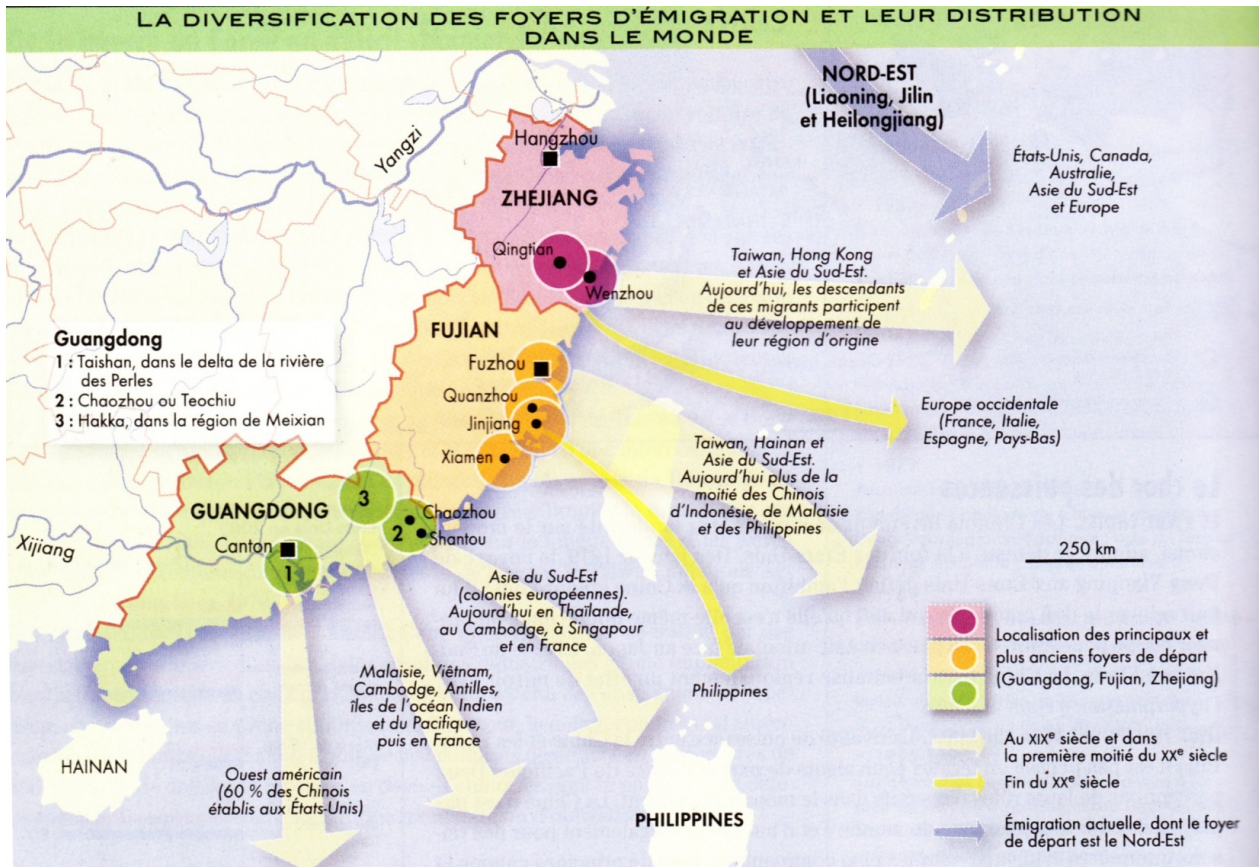 LA DIVERSIFICATION DES FOYERS D'ÉMIGRATION ET LEUR DISTRIBUTION
DANS LE MONDE
NORD-EST
(Liaoning, Jilin
et Heilongjiang)
États-Unis, Canada,
Australie,
Asie du Sud-Est
et Europe
Yangzi
Hangzhou
ZHEJIANG
Qingtian
Wenzhou
Taiwan, Hong Kong
et Asie du Sud-Est.
Aujourd'hui, les descendants
de ces migrants participent
au développement de
leur région d'origine
Guangdong
1 : Taishan, dans le delta de la rivière
des Perles
2 : Chaozhou ou Teochiu
3 : Hakka, dans la région de Meixian
FUJIAN
Fuzhou
Quanzhou
Jinjiang
Xiamen
Europe occidentale
(France, Italie,
Espagne, Pays-Bas)
Taiwan, Hainan et
Asie du Sud-Est.
Aujourd'hui plus de la
moitié des Chinois
d'Indonésie, de Malaisie
et des Philippines
GUANGDONG
3
Chaozhou
2
Shantou
Canton
1
Xijiang
250 km
Asie du Sud-Est
(colonies européennes).
Aujourd'hui en Thaïlande,
au Cambodge, à Singapour
et en France
Malaisie, Viêtnam,
Cambodge, Antilles,
îles de l'océan Indien
et du Pacifique,
puis en France
Philippines
HAINAN
Ouest américain
(60 % des Chinois
établis aux États-Unis)
PHILIPPINES
Localisation des principaux et
plus ancien foyers de départ
(Guangdong, Fujian, Zhejiang)
Au XIXe siècle et dans
la première moitié du XXe siècle
Fin du XXe siècle
Émigration actuelle, dont le foyer
de départ est le Nord-Est